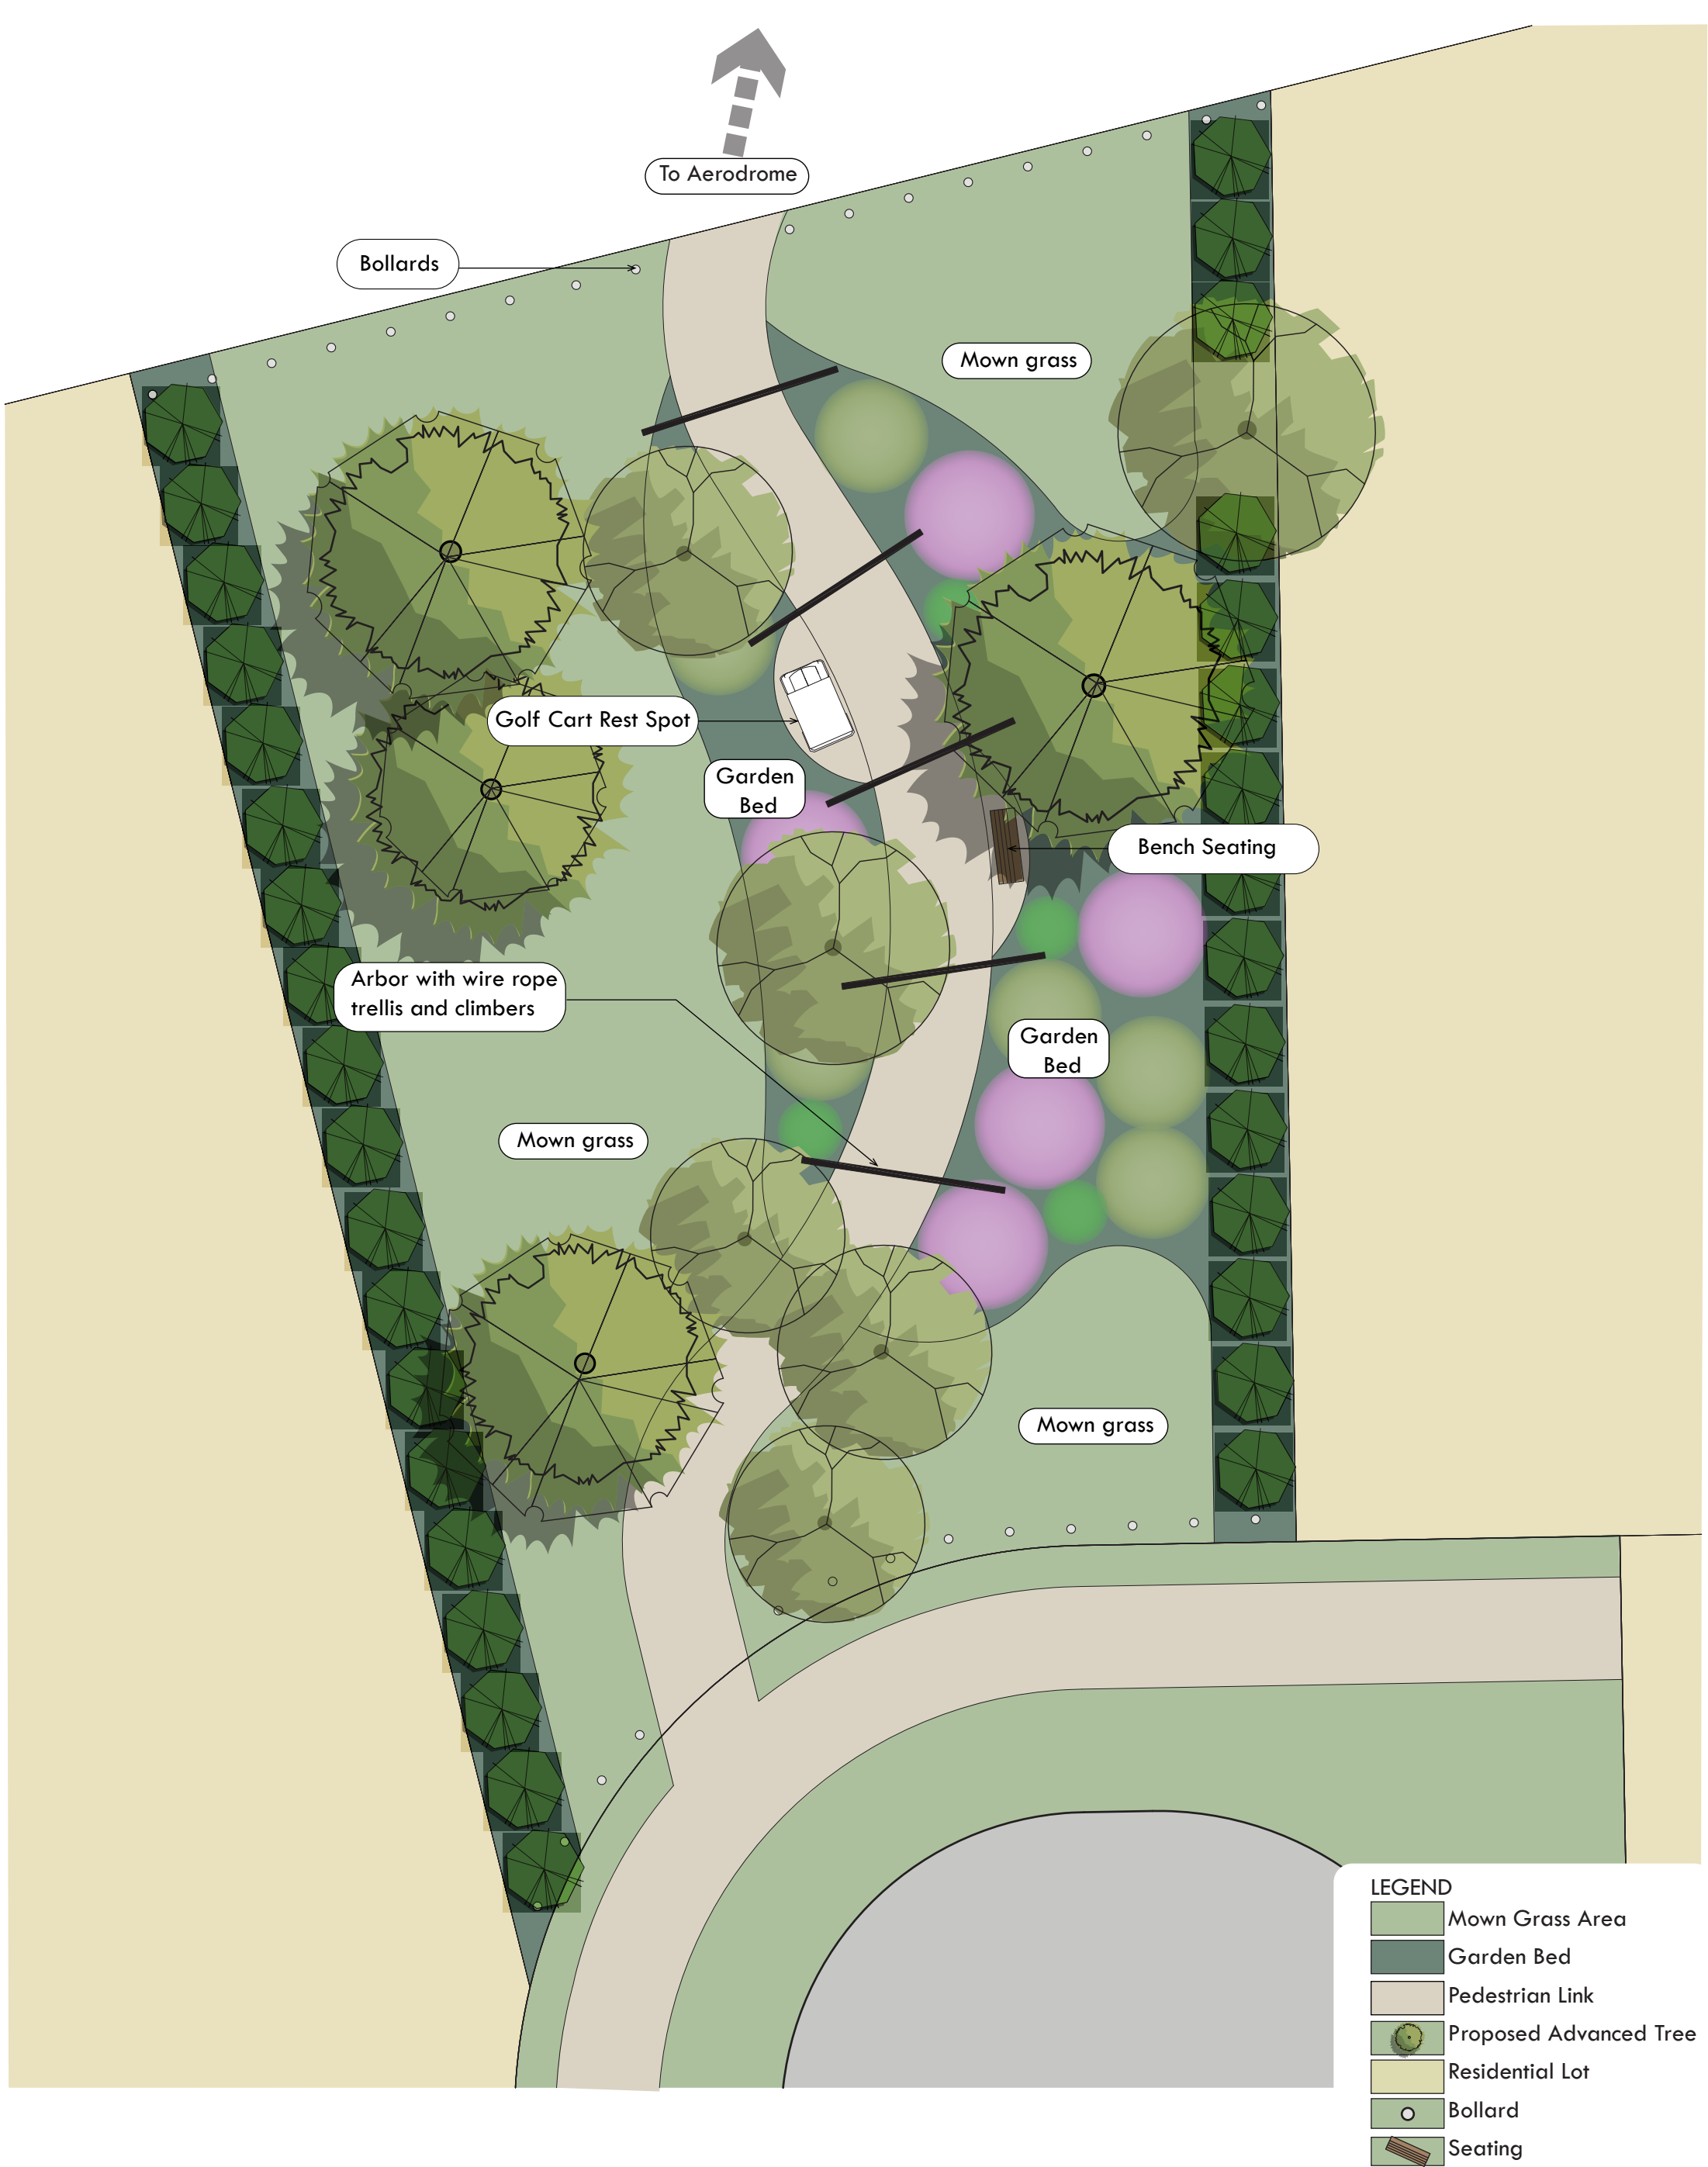 To Aerodrome
Bollards
Mown grass
Golf Cart Rest Spot
Garden
Bed
Bench Seating
Arbor with wire rope
trellis and climbers
Garden
Bed
Mown grass
Mown grass
LEGEND
Mown Grass Area
Garden Bed
Pedestrian Link
Proposed Advanced Tree
Residential Lot
Bollard
Seating